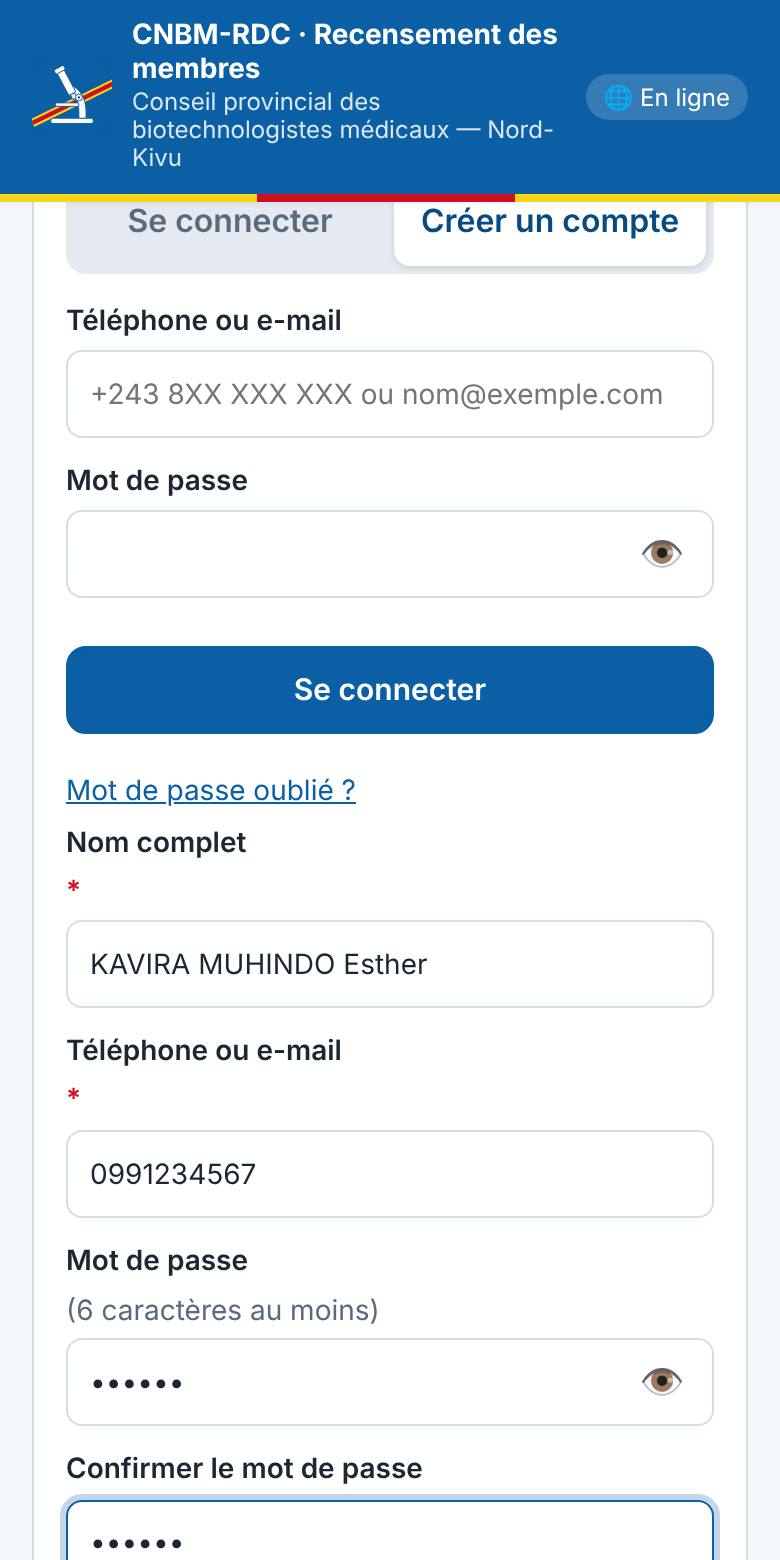 CNBM-RDC · Recensement des
membres
Conseil provincial des
biotechnologistes médicaux — Nord-
Kivu
🌐 En ligne
Se connecter
Créer un compte
Téléphone ou e-mail
+243 8XX XXX XXX ou nom@exemple.com
Mot de passe
Se connecter
Mot de passe oublié ?
Nom complet
*
KAVIRA MUHINDO Esther
Téléphone ou e-mail
*
0991234567
Mot de passe
(6 caractères au moins)
••••••
Confirmer le mot de passe
••••••